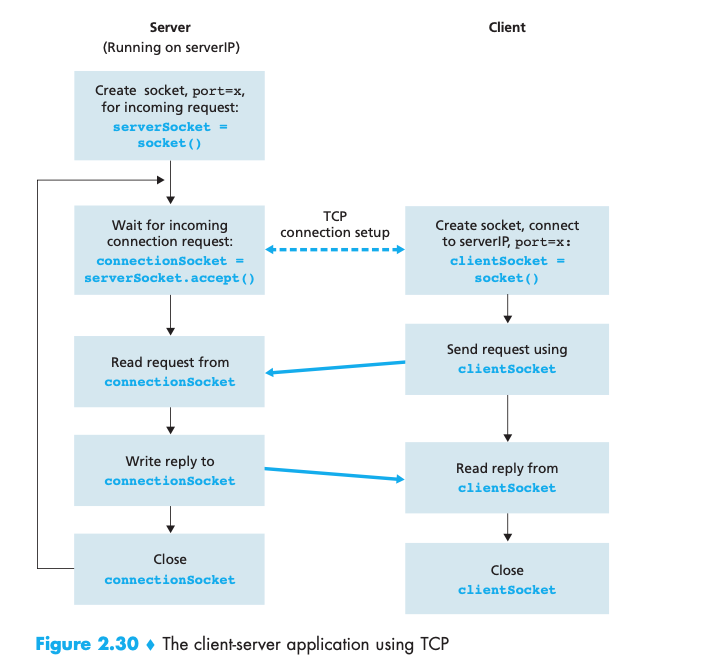 Server
(Running on serverIP)
Client
Create socket, port=x,
for incoming request:
serverSocket =
socket()
Wait for incoming
connection request:
connectionSocket =
serverSocket.accept()
TCP
connection setup
Create socket, connect
to serverIP, port=x:
clientSocket =
socket()
Read request from
connectionSocket
Send request using
clientSocket
Write reply to
connectionSocket
Read reply from
clientSocket
Close
connectionSocket
Close
clientSocket
Figure 2.30 ♦ The client-server application using TCP